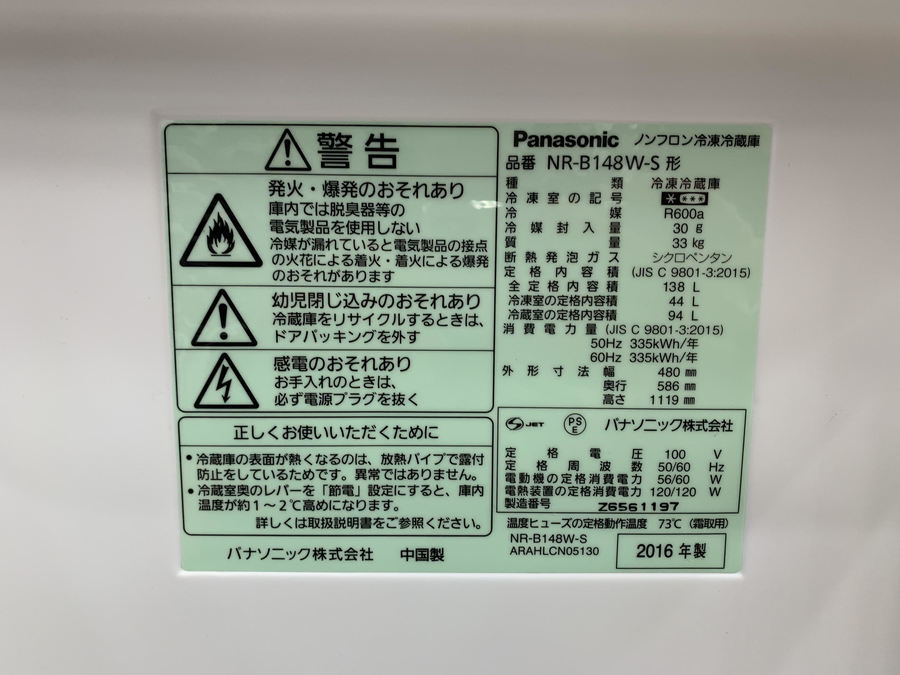 警告
発火・爆発のおそれあり
庫内では脱臭器等の
電気製品を使用しない
冷媒が漏れていると電気製品の接点
の火花による着火・着火による爆発
のおそれがあります
幼児閉じ込みのおそれあり
冷蔵庫をリサイクルするときは、
ドアパッキングを外す
感電のおそれあり
お手入れのときは、
必ず電源プラグを抜く
正しくお使いいただくために
・冷蔵庫の表面が熱くなるのは、放熱パイプで露付
防止をしているためです。異常ではありません。
・冷蔵室奥のレバーを「節電」設定にすると、庫内
温度が約1～2℃高めになります。
詳しくは取扱説明書をご参照ください。
パナソニック株式会社 中国製
Panasonic ノンフロン冷凍冷蔵庫
品番 NR-B148W-S 形
種類 冷凍冷蔵庫
冷凍室の記号 ****
冷媒 R600a
冷媒封入量 30 g
質量 33 kg
断熱発泡ガス シクロペンタン
定格内容積 (JIS C 9801-3:2015)
全定格内容積 138 L
冷凍室の定格内容積 44 L
冷蔵室の定格内容積 94 L
消費電力量 (JIS C 9801-3:2015)
50Hz 335kWh/年
60Hz 335kWh/年
外形寸法 幅 480 mm
奥行 586 mm
高さ 1119 mm
S JET PS E パナソニック株式会社
定格電圧 100 V
定格周波数 50/60 Hz
電動機の定格消費電力 56/60 W
電熱装置の定格消費電力 120/120 W
製造番号 Z6561197
温度ヒューズの定格動作温度 73℃（霜取用）
NR-B148W-S
ARAHLCN05130
2016 年製